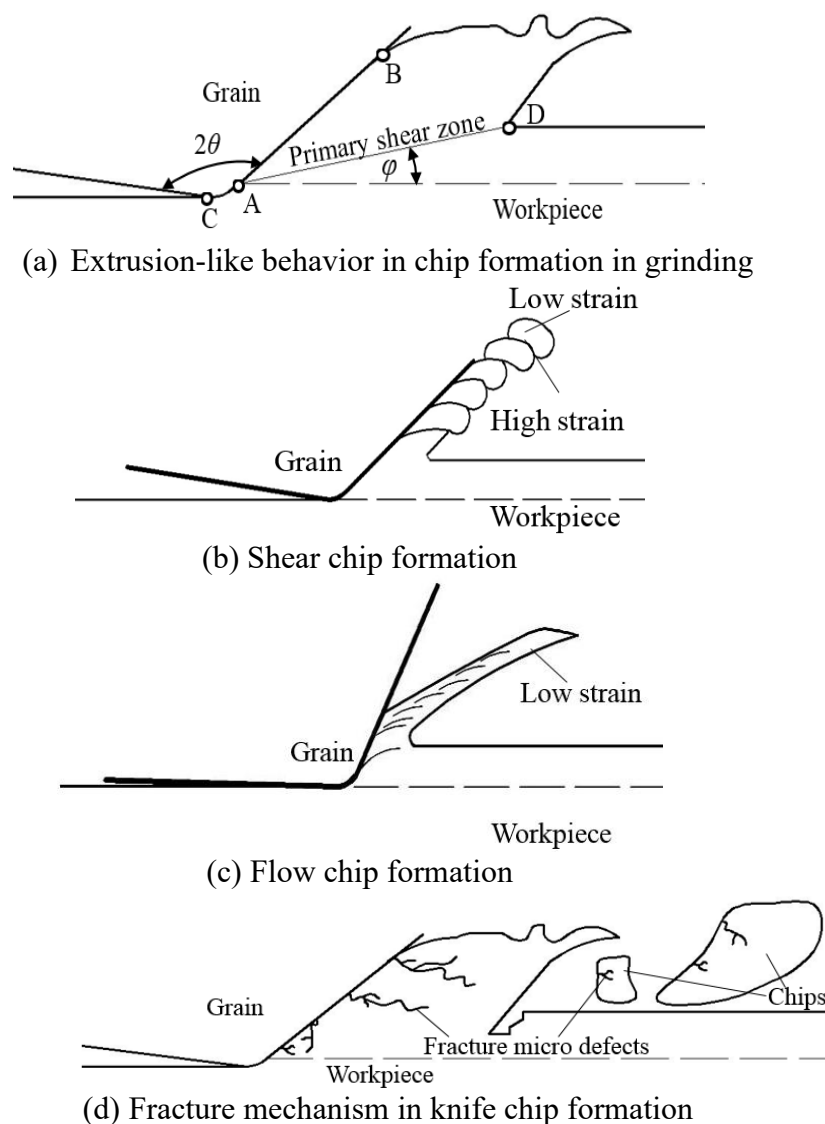 B
Grain
D
2θ
Primary shear zone
φ
C
A
Workpiece
(a) Extrusion-like behavior in chip formation in grinding
Low strain
High strain
Grain
Workpiece
(b) Shear chip formation
Low strain
Grain
Workpiece
(c) Flow chip formation
Grain
Chips
Fracture micro defects
Workpiece
(d) Fracture mechanism in knife chip formation